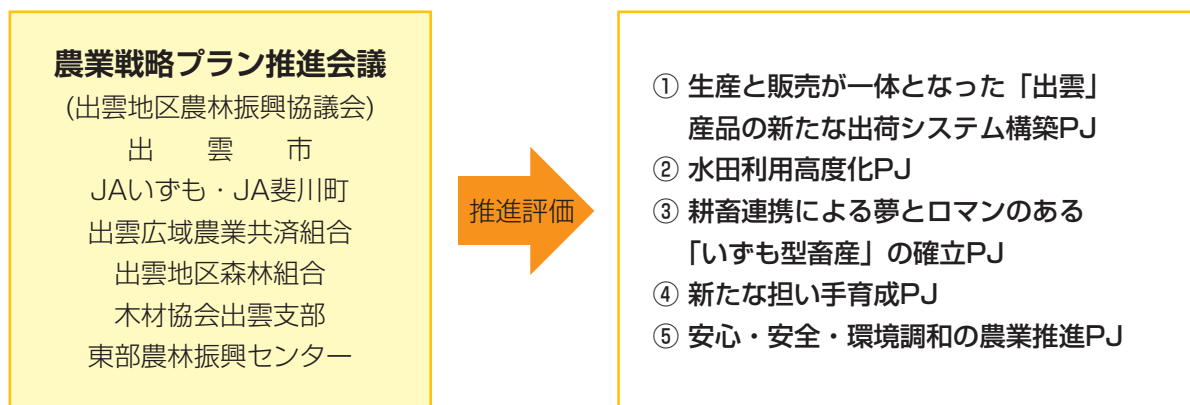 農業戦略プラン推進会議
(出雲地区農林振興協議会)
出　雲　市
JAいずも・JA斐川町
出雲広域農業共済組合
出雲地区森林組合
木材協会出雲支部
東部農林振興センター
推進評価
① 生産と販売が一体となった「出雲」
産品の新たな出荷システム構築PJ
② 水田利用高度化PJ
③ 耕畜連携による夢とロマンのある
「いずも型畜産」の確立PJ
④ 新たな担い手育成PJ
⑤ 安心・安全・環境調和の農業推進PJ